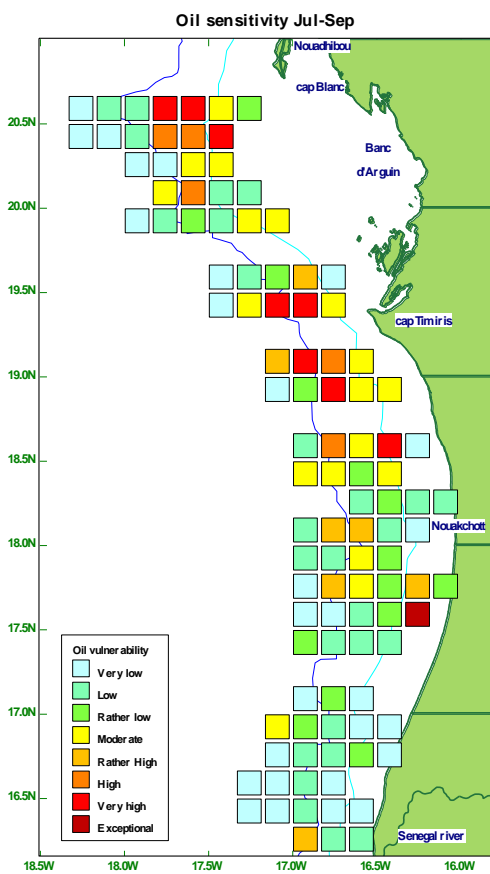 Oil sensitivity Jul-Sep
Nouadhibou
cap Blanc
Banc
d'Arguin
cap Timiris
Nouakchott
Senegal river
20.5N
20.0N
19.5N
19.0N
18.5N
18.0N
17.5N
17.0N
16.5N
Oil vulnerability
Very low
Low
Rather low
Moderate
Rather High
High
Very high
Exceptional
18.5W 18.0W 17.5W 17.0W 16.5W 16.0W